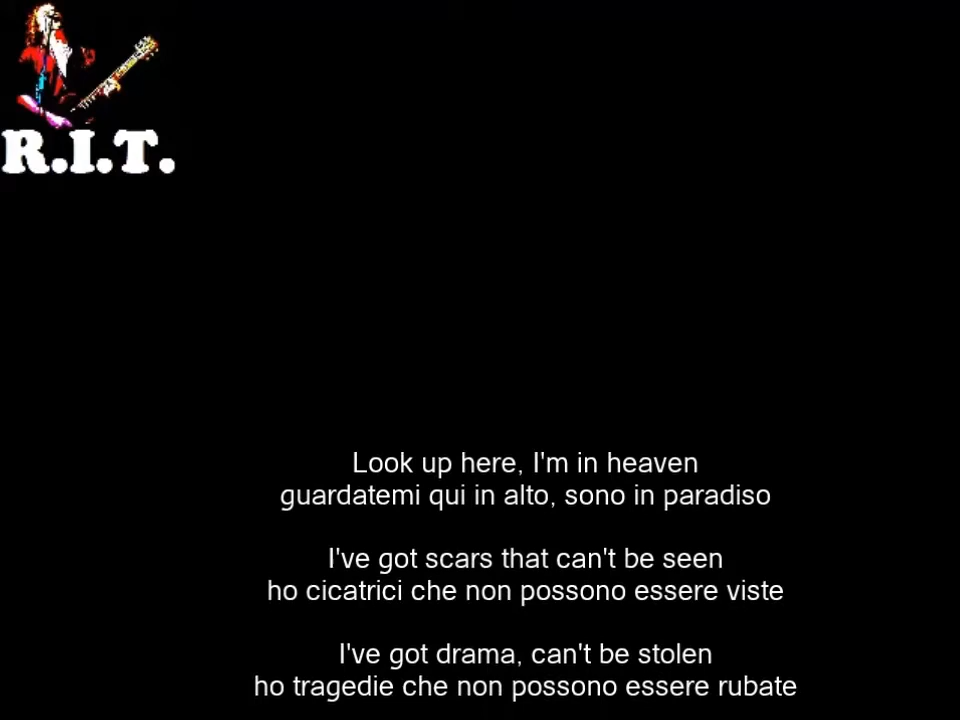 R.I.T.
Look up here, I'm in heaven
guardatemi qui in alto, sono in paradiso
I've got scars that can't be seen
ho cicatrici che non possono essere viste
I've got drama, can't be stolen
ho tragedie che non possono essere rubate